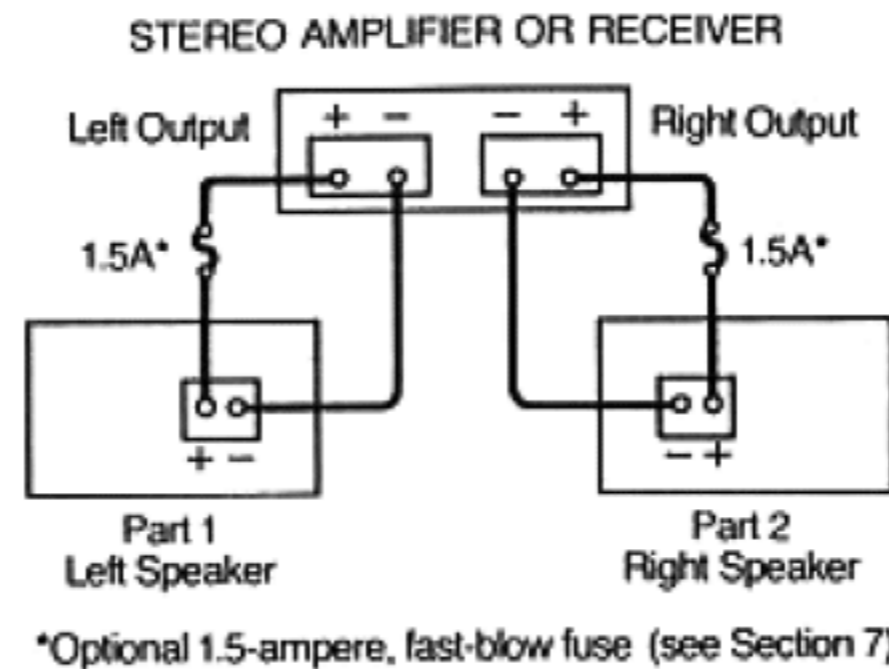 STEREO AMPLIFIER OR RECEIVER
Left Output
+ −
− +
Right Output
1.5A*
1.5A*
+ −
− +
Part 1
Left Speaker
Part 2
Right Speaker
*Optional 1.5-ampere, fast-blow fuse (see Section 7)